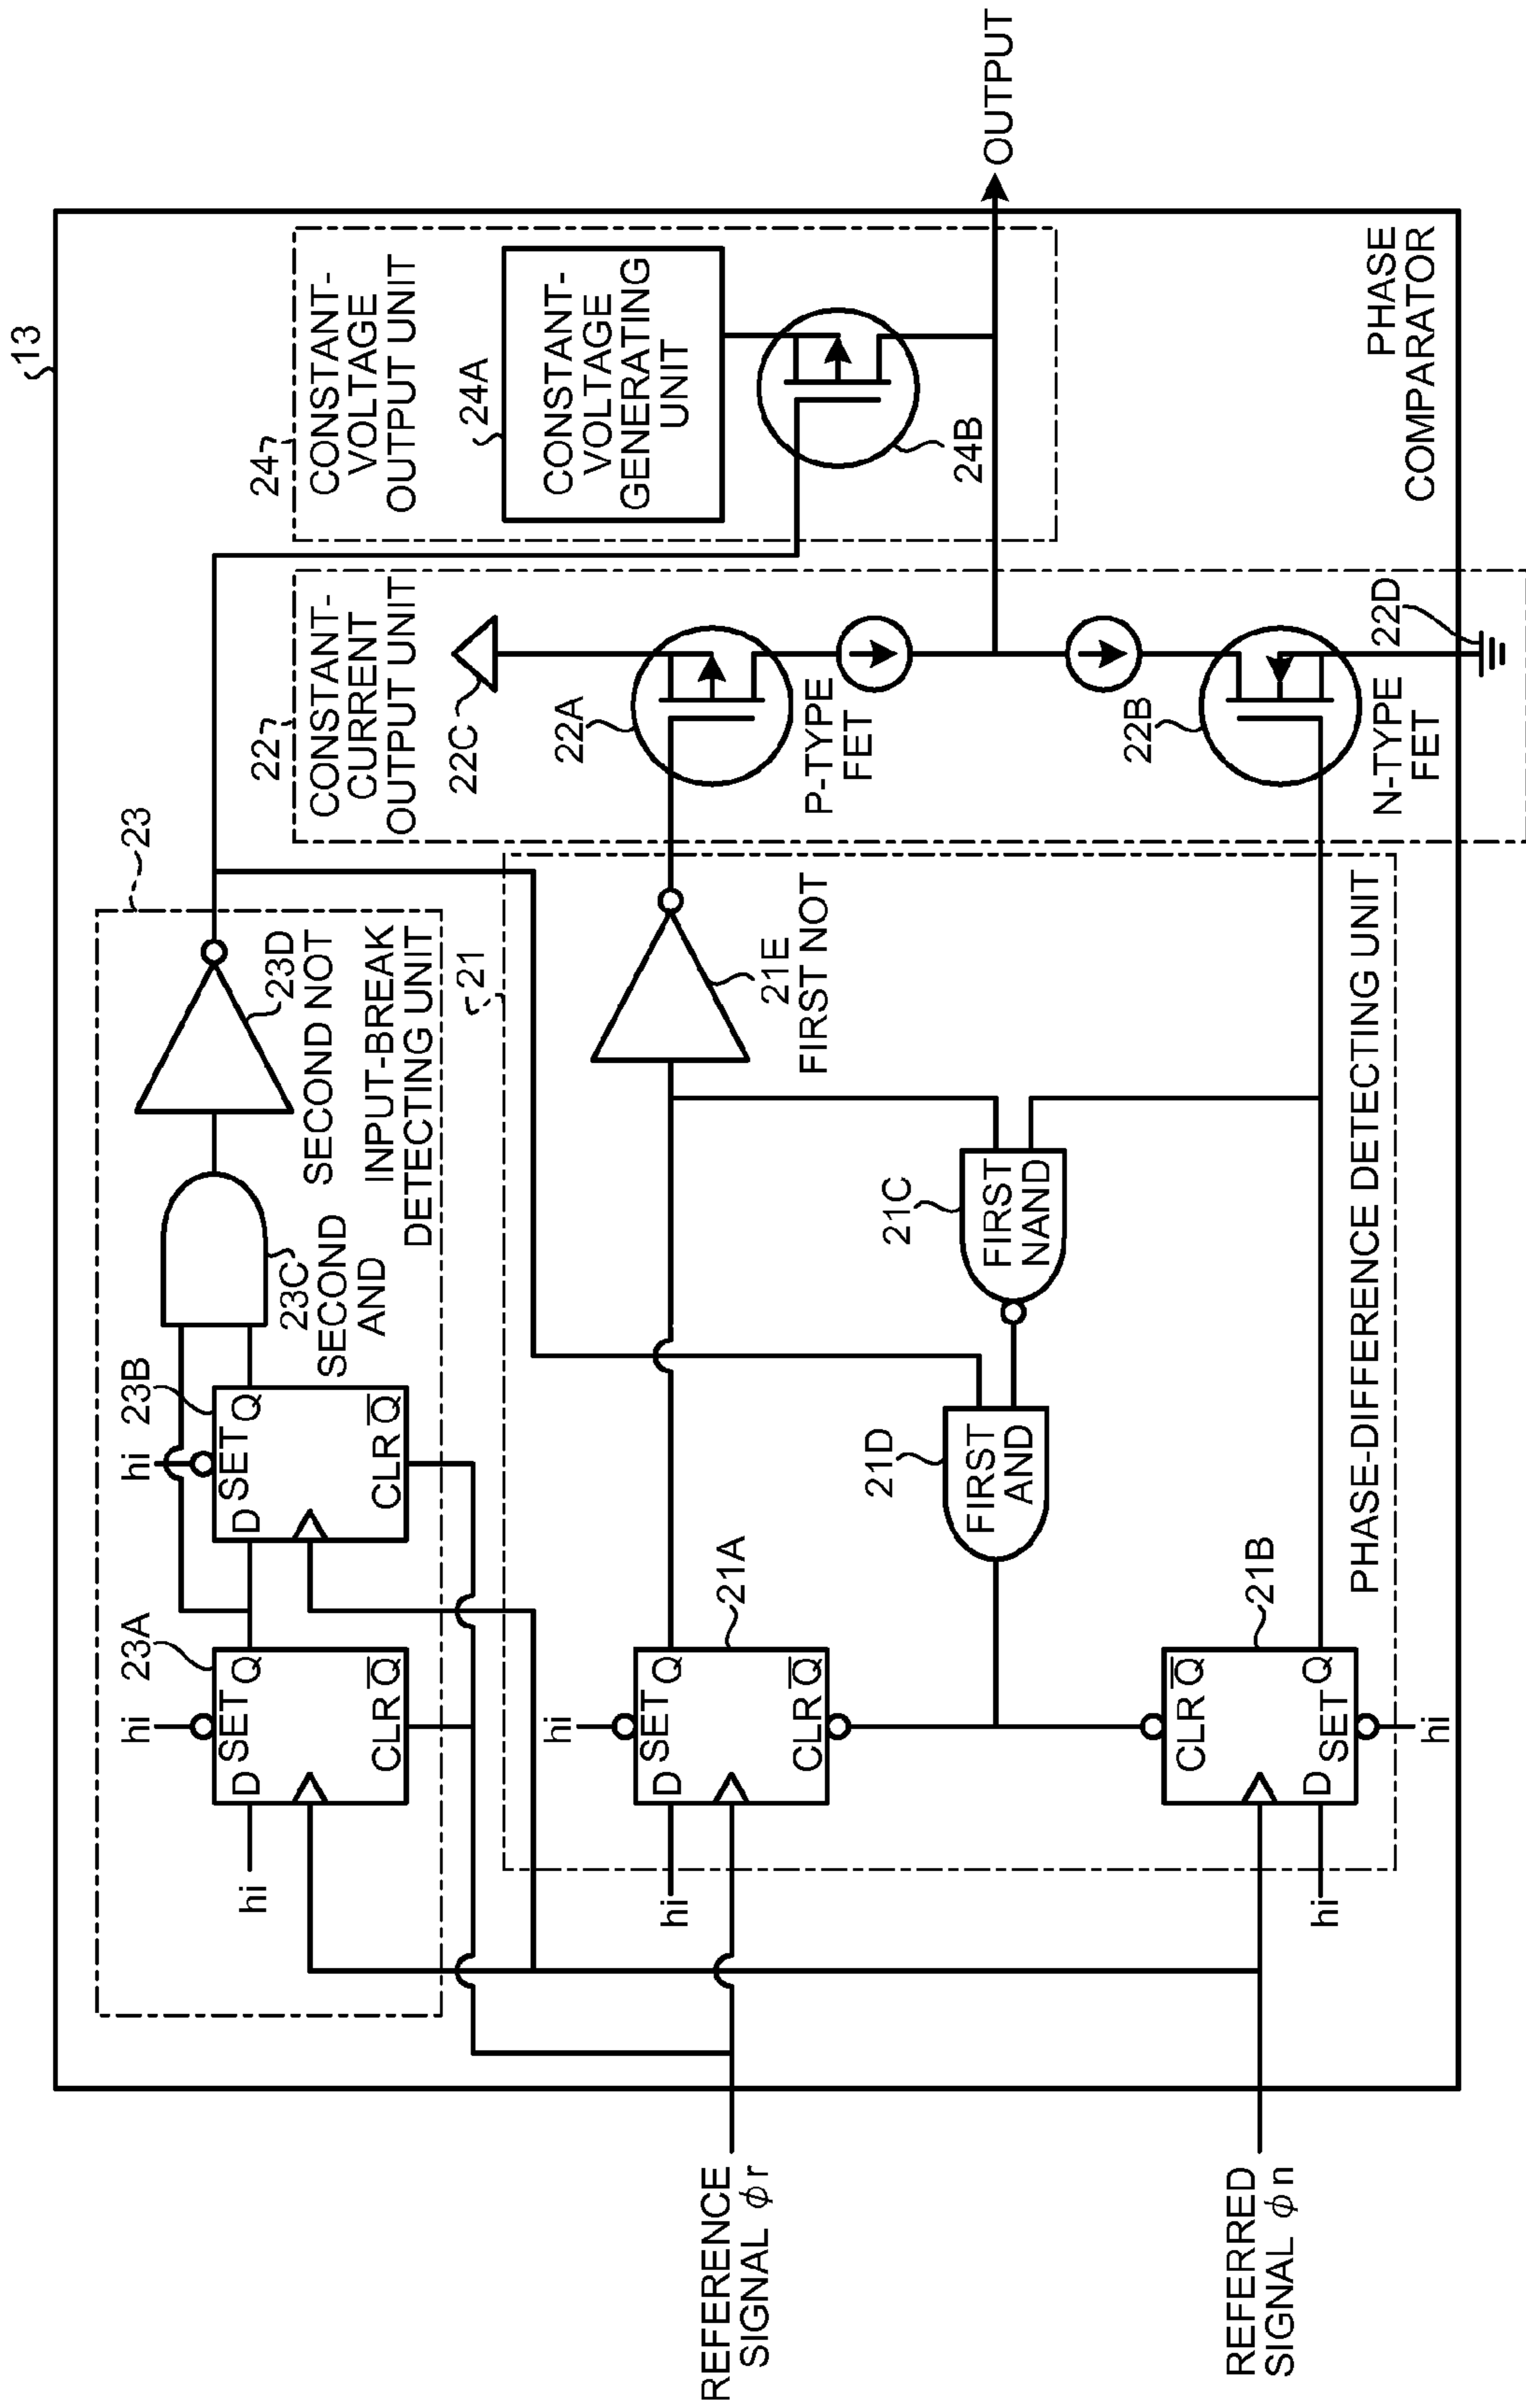 13
23
23A
hi
D SET Q
CLR Q̅
hi
23B
hi
D SET Q
CLR Q̅
23C
SECOND
AND
23D
SECOND NOT
INPUT-BREAK
DETECTING UNIT
24
CONSTANT-
VOLTAGE
OUTPUT UNIT
24A
CONSTANT-
VOLTAGE
GENERATING
UNIT
24B
22
CONSTANT-
CURRENT
OUTPUT UNIT
22C
22A
P-TYPE
FET
22B
N-TYPE
FET
22D
OUTPUT
21
hi
D SET Q
CLR Q̅
hi
21A
21E
FIRST NOT
21C
FIRST
NAND
21D
FIRST
AND
21B
CLR Q̅
D SET Q
hi
hi
PHASE-DIFFERENCE DETECTING UNIT
PHASE
COMPARATOR
REFERENCE
SIGNAL ϕr
REFERRED
SIGNAL ϕn